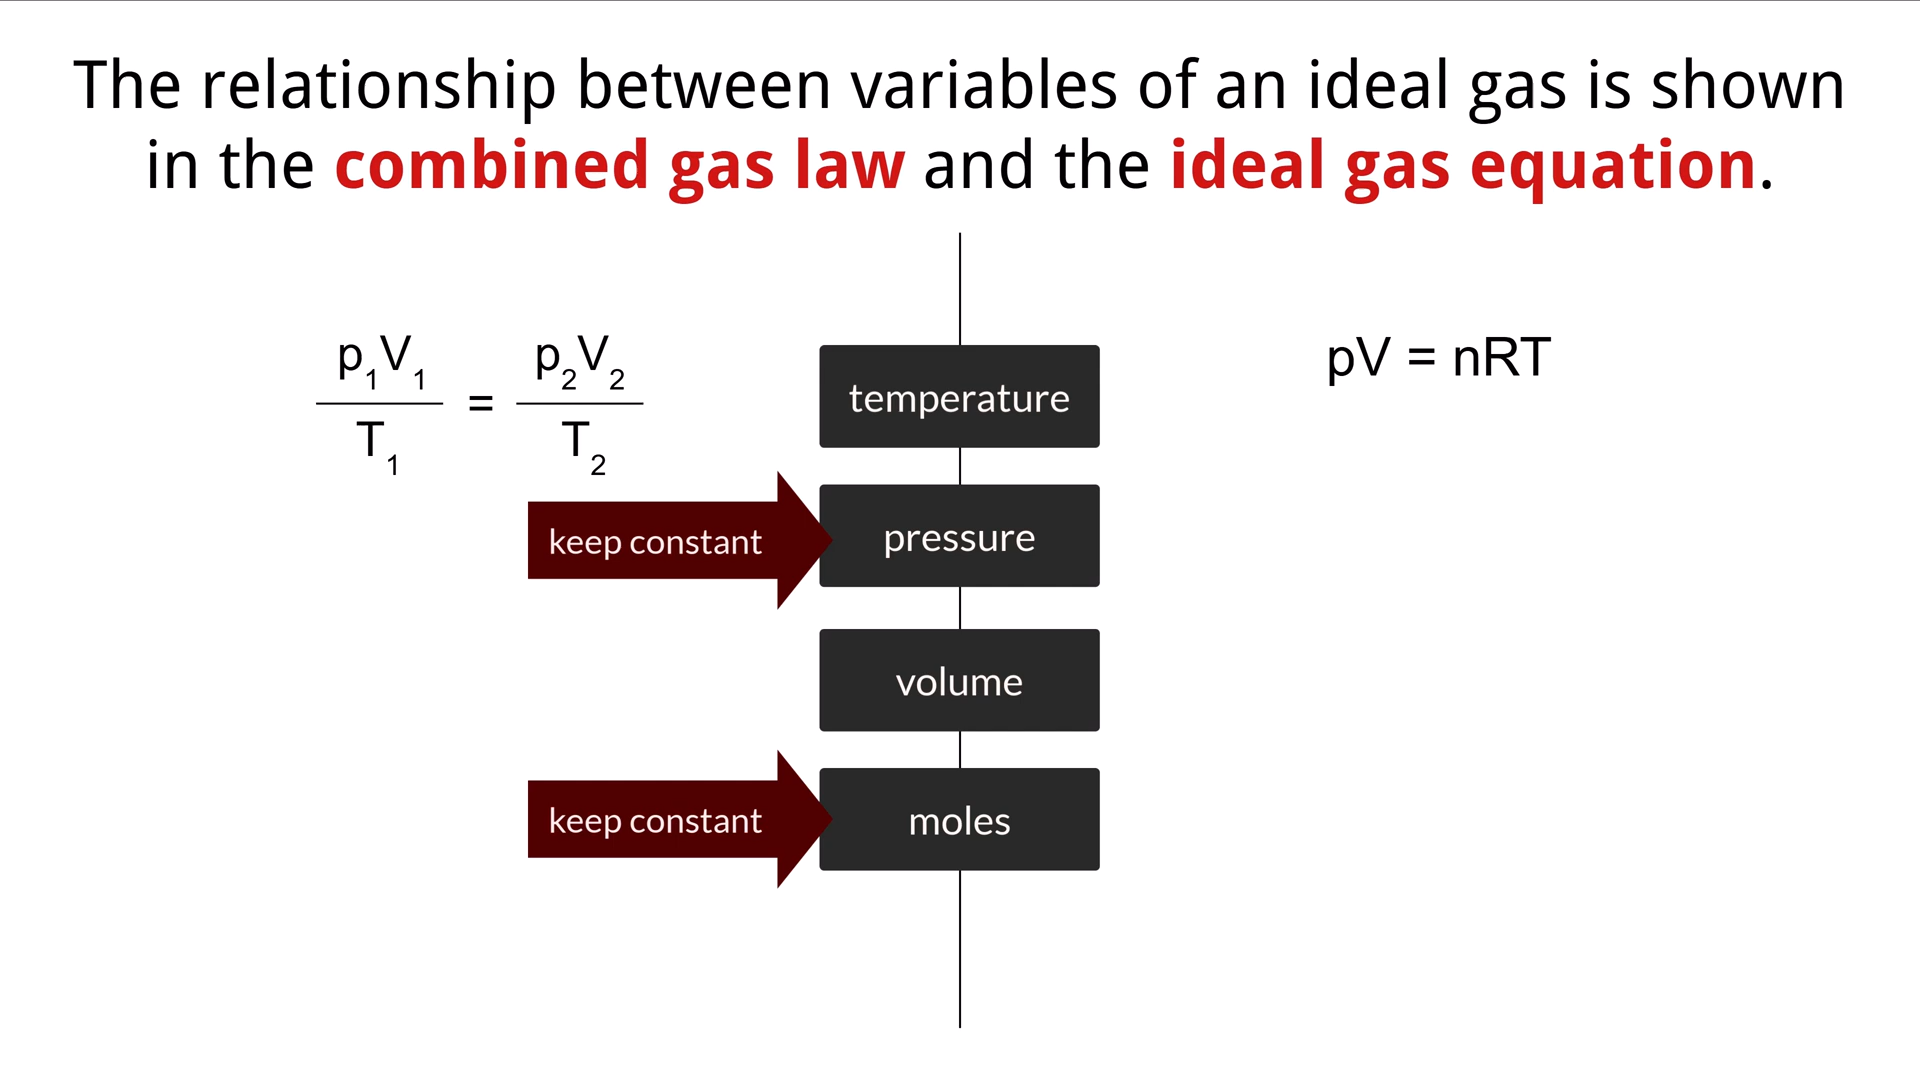 The relationship between variables of an ideal gas is shown
in the combined gas law and the ideal gas equation.
p₁V₁ = p₂V₂
T₁ T₂
pV = nRT
temperature
keep constant
pressure
volume
keep constant
moles